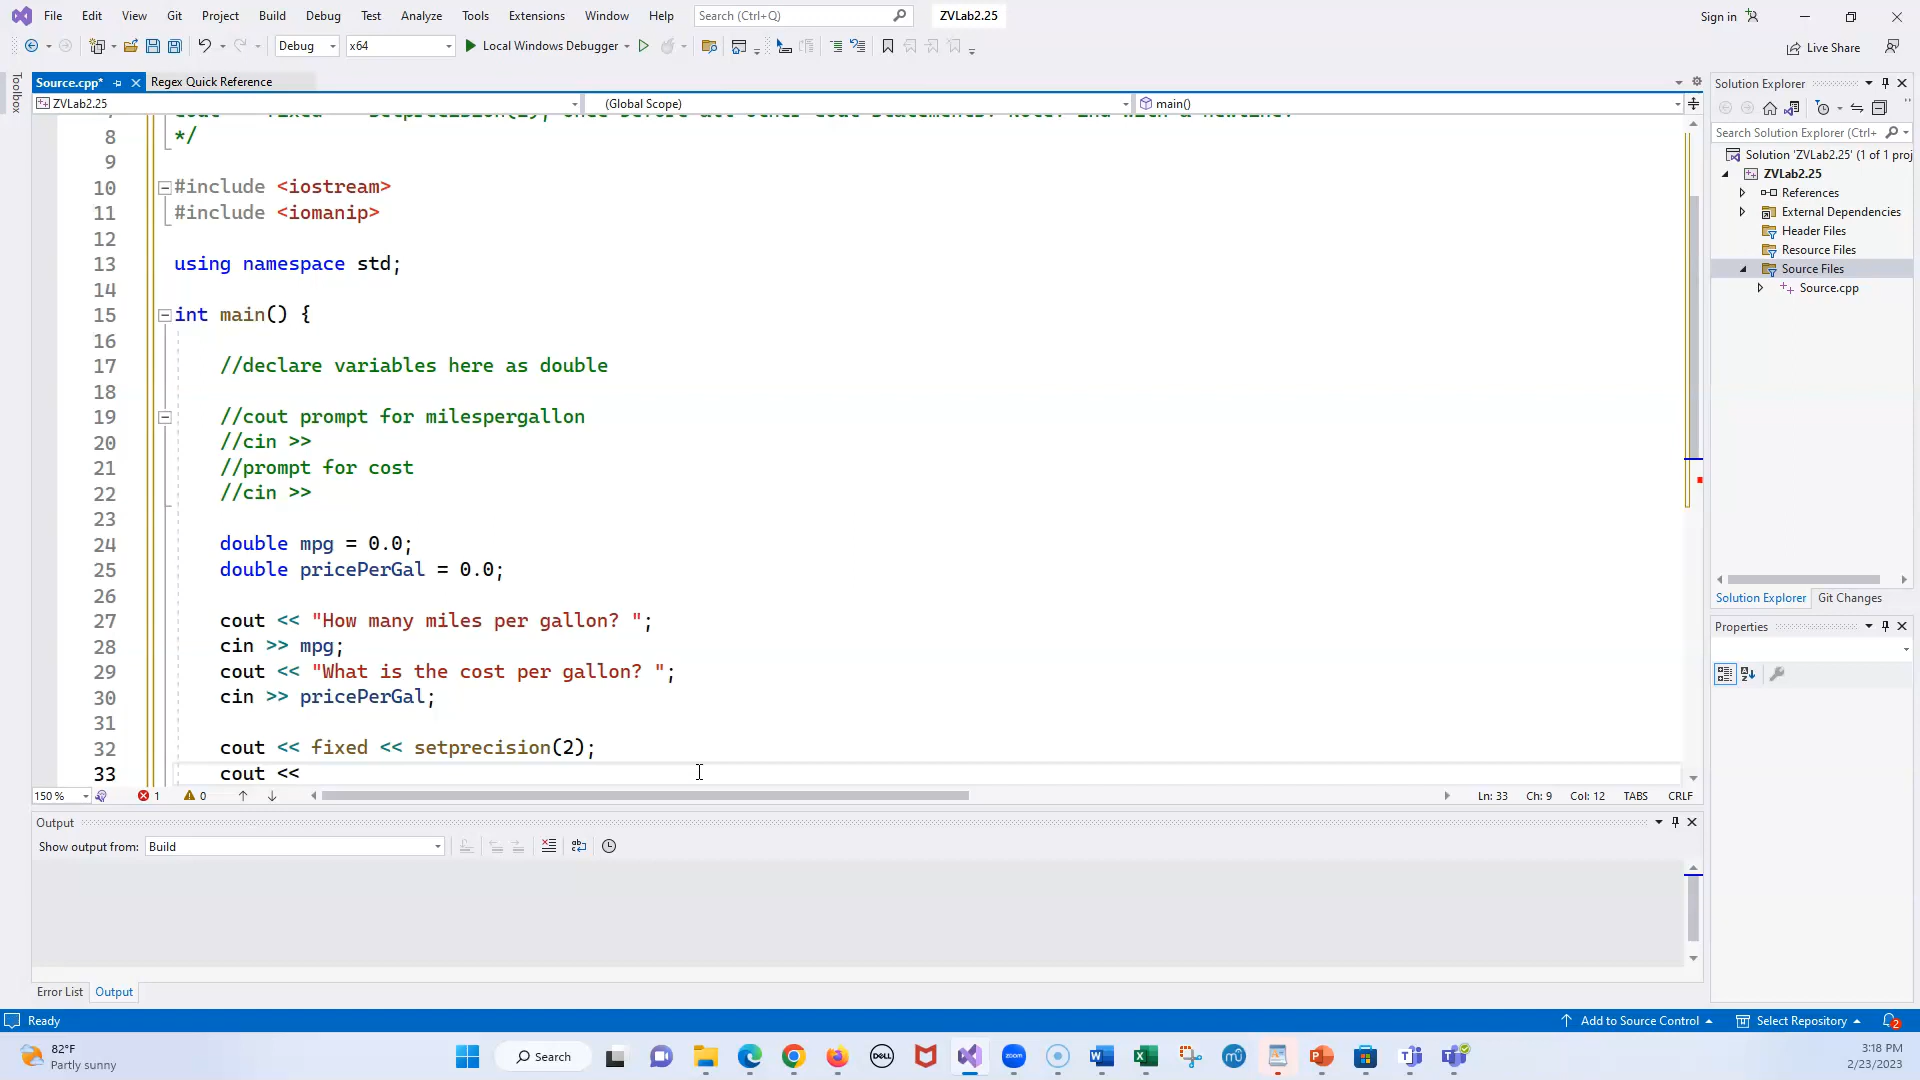 File Edit View Git Project Build Debug Test Analyze Tools Extensions Window Help Search (Ctrl+Q) ZVLab2.25 Sign in
Debug x64 Local Windows Debugger Live Share
Source.cpp* Regex Quick Reference
ZVLab2.25 (Global Scope) main()
Toolbox
8 */
9
10 #include <iostream>
11 #include <iomanip>
12
13 using namespace std;
14
15 int main() {
16
17 //declare variables here as double
18
19 //cout prompt for milespergallon
20 //cin >>
21 //prompt for cost
22 //cin >>
23
24 double mpg = 0.0;
25 double pricePerGal = 0.0;
26
27 cout << "How many miles per gallon? ";
28 cin >> mpg;
29 cout << "What is the cost per gallon? ";
30 cin >> pricePerGal;
31
32 cout << fixed << setprecision(2);
33 cout <<
150 % 1 0 Ln: 33 Ch: 9 Col: 12 TABS CRLF
Output
Show output from: Build
Error List Output
Solution Explorer
Search Solution Explorer (Ctrl+
Solution 'ZVLab2.25' (1 of 1 proj
ZVLab2.25
References
External Dependencies
Header Files
Resource Files
Source Files
Source.cpp
Solution Explorer Git Changes
Properties
Ready Add to Source Control Select Repository 2
82°F
Partly sunny
Search
DELL
zoom
3:18 PM
2/23/2023